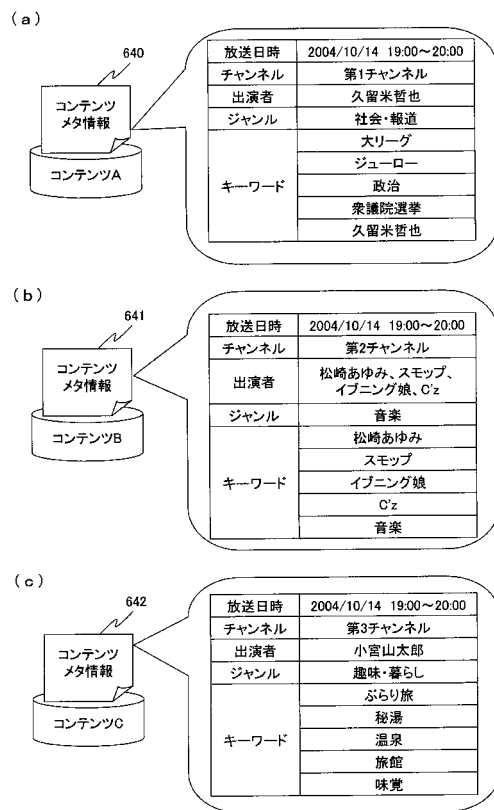 (a)
640
コンテンツ
メタ情報
コンテンツA
放送日時 2004/10/14 19:00~20:00
チャンネル 第1チャンネル
出演者 久留米哲也
ジャンル 社会・報道
キーワード
大リーグ
ジューロー
政治
衆議院選挙
久留米哲也
(b)
641
コンテンツ
メタ情報
コンテンツB
放送日時 2004/10/14 19:00~20:00
チャンネル 第2チャンネル
出演者
松崎あゆみ、スモップ、
イブニング娘、C'z
ジャンル 音楽
キーワード
松崎あゆみ
スモップ
イブニング娘
C'z
音楽
(c)
642
コンテンツ
メタ情報
コンテンツC
放送日時 2004/10/14 19:00~20:00
チャンネル 第3チャンネル
出演者 小宮山太郎
ジャンル 趣味・暮らし
キーワード
ぶらり旅
秘湯
温泉
旅館
味覚